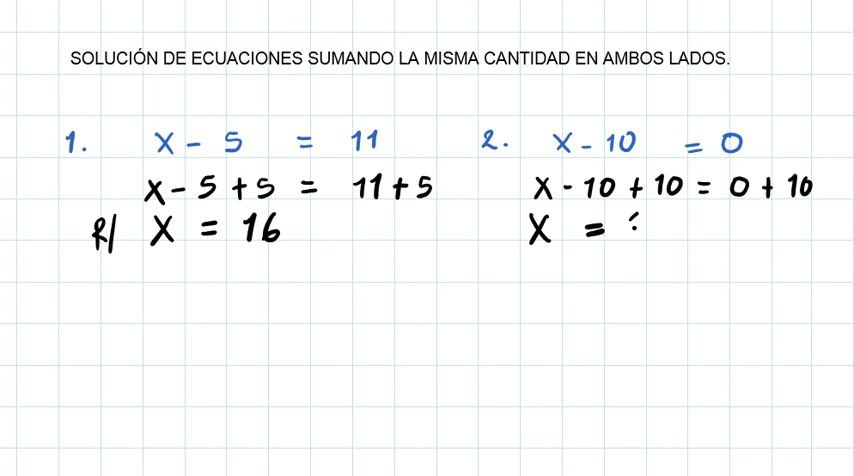 SOLUCIÓN DE ECUACIONES SUMANDO LA MISMA CANTIDAD EN AMBOS LADOS.
1. X - 5 = 11
X - 5 + 5 = 11 + 5
R/ X = 16
2. X - 10 = 0
X - 10 + 10 = 0 + 10
X = ?